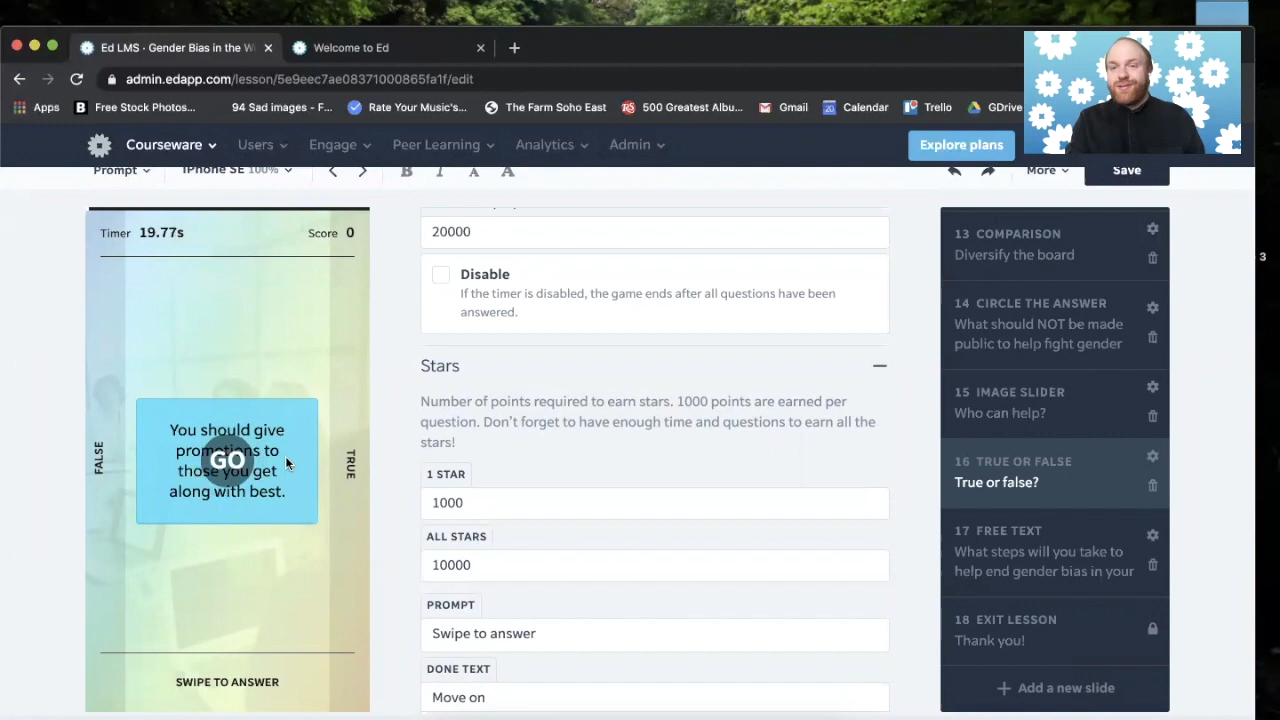 Ed LMS · Gender Bias in the W
Welcome to Ed
admin.edapp.com/lesson/
/edit
Apps
Free Stock Photos...
94 Sad images - F...
Your Music's...
The Farm Soho East
500 Greatest Albu...
Gmail
Calendar
Trello
GDrive
Courseware
Users
Engage
Peer Learning
Analytics
Admin
Explore plans
Prompt
iPhone SE 100%
More
Save
Timer 19.77s
Score 0
FALSE
You should give
promotions to
those you get
along with best.
GO
TRUE
SWIPE TO ANSWER
20000
Disable
If the timer is disabled, the game ends after all questions have been
answered.
Stars
Number of points required to earn stars. 1000 points are earned per
question. Don't forget to have enough time and questions to earn all the
stars!
1 STAR
1000
ALL STARS
10000
PROMPT
Swipe to answer
DONE TEXT
Move on
13 COMPARISON
Diversify the board
14 CIRCLE THE ANSWER
What should NOT be made
public to help fight gender
15 IMAGE SLIDER
Who can help?
16 TRUE OR FALSE
True or false?
17 FREE TEXT
What steps will you take to
help end gender bias in your
18 EXIT LESSON
Thank you!
Add a new slide
3